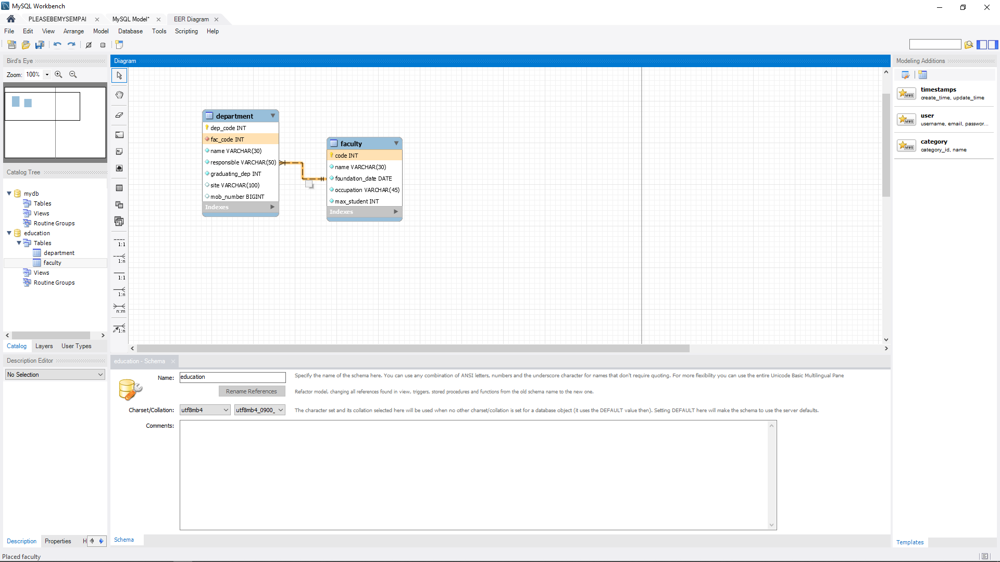 MySQL Workbench
PLEASEBEMYSEMPAI
MySQL Model*
EER Diagram
File Edit View Arrange Model Database Tools Scripting Help
Bird's Eye
Zoom: 100%
Catalog Tree
mydb
Tables
Views
Routine Groups
education
Tables
department
faculty
Views
Routine Groups
Catalog Layers User Types
Description Editor
No Selection
Description Properties H
Placed faculty
Diagram
1:1
1:n
1:1
1:n
n:m
1:n
department
dep_code INT
fac_code INT
name VARCHAR(30)
responsible VARCHAR(50)
graduating_dep INT
site VARCHAR(100)
mob_number BIGINT
Indexes
faculty
code INT
name VARCHAR(30)
foundation_date DATE
occupation VARCHAR(45)
max_student INT
Indexes
education - Schema
Name: education
Specify the name of the schema here. You can use any combination of ANSI letters, numbers and the underscore character for names that don't require quoting. For more flexibility you can use the entire Unicode Basic Multilingual Pane
Rename References
Refactor model, changing all references found in view, triggers, stored procedures and functions from the old schema name to the new one.
Charset/Collation: utf8mb4 utf8mb4_0900_
The character set and its collation selected here will be used when no other charset/collation is set for a database object (it uses the DEFAULT value then). Setting DEFAULT here will make the schema to use the server defaults.
Comments:
Schema
Modeling Additions
MWB
timestamps
create_time, update_time
MWB
user
username, email, passwor...
MWB
category
category_id, name
Templates